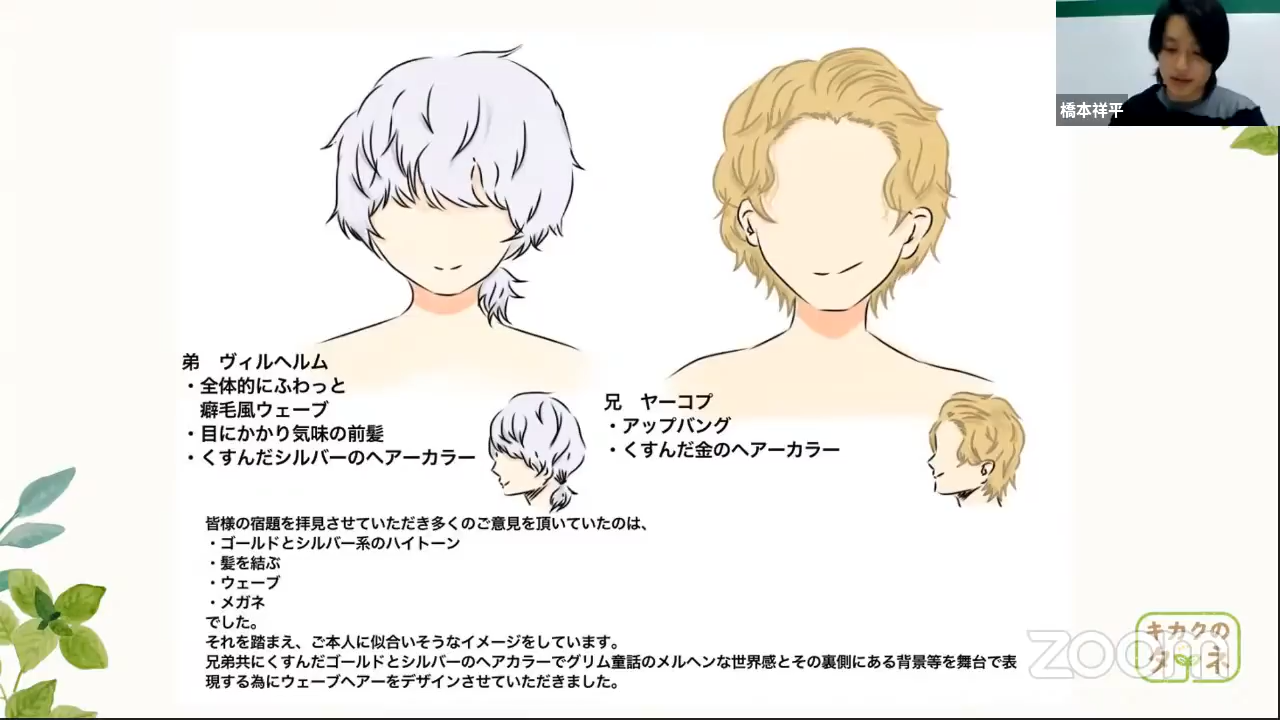 橋本祥平
弟　ヴィルヘルム
・全体的にふわっと
癖毛風ウェーブ
・目にかかり気味の前髪
・くすんだシルバーのヘアーカラー
兄　ヤーコプ
・アップバング
・くすんだ金のヘアーカラー
皆様の宿題を拝見させていただき多くのご意見を頂いていたのは、
・ゴールドとシルバー系のハイトーン
・髪を結ぶ
・ウェーブ
・メガネ
でした。
それを踏まえ、ご本人に似合いそうなイメージをしています。
兄弟共にくすんだゴールドとシルバーのヘアカラーでグリム童話のメルヘンな世界感とその裏側にある背景等を舞台で表
現する為にウェーブヘアーをデザインさせていただきました。
キカクの
タネ
zoom